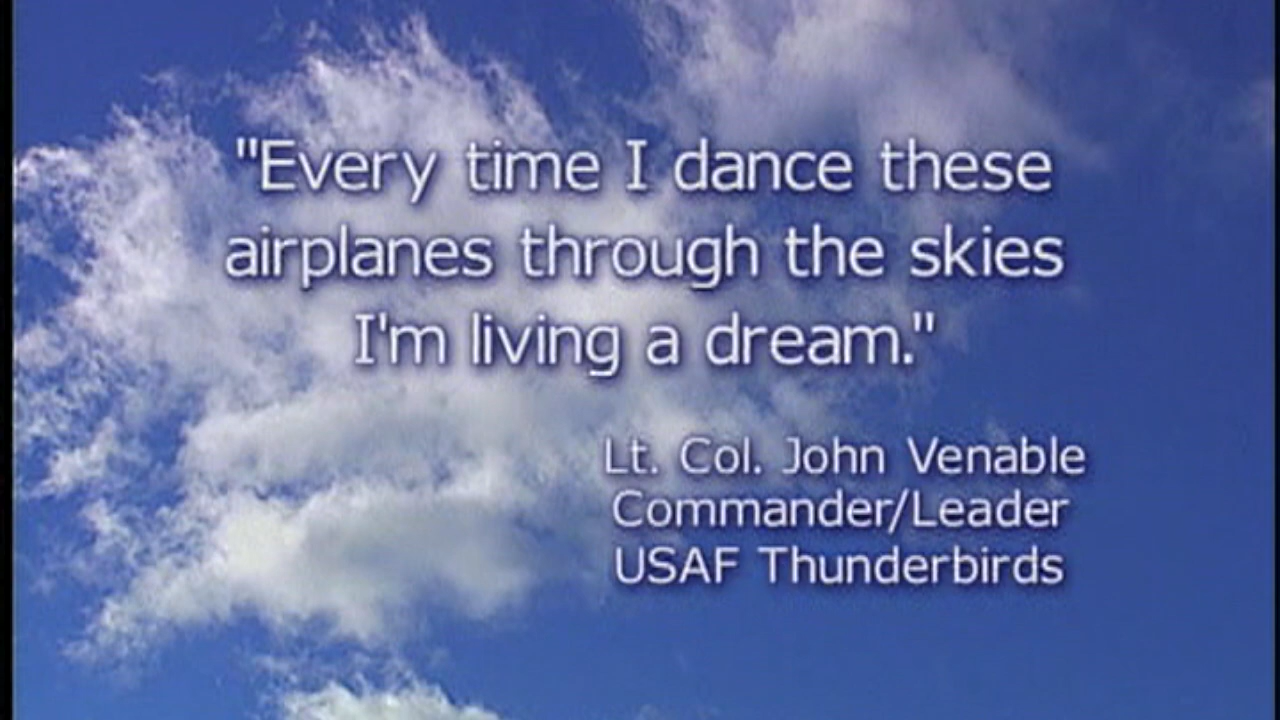 "Every time I dance these
airplanes through the skies
I'm living a dream."
Lt. Col. John Venable
Commander/Leader
USAF Thunderbirds